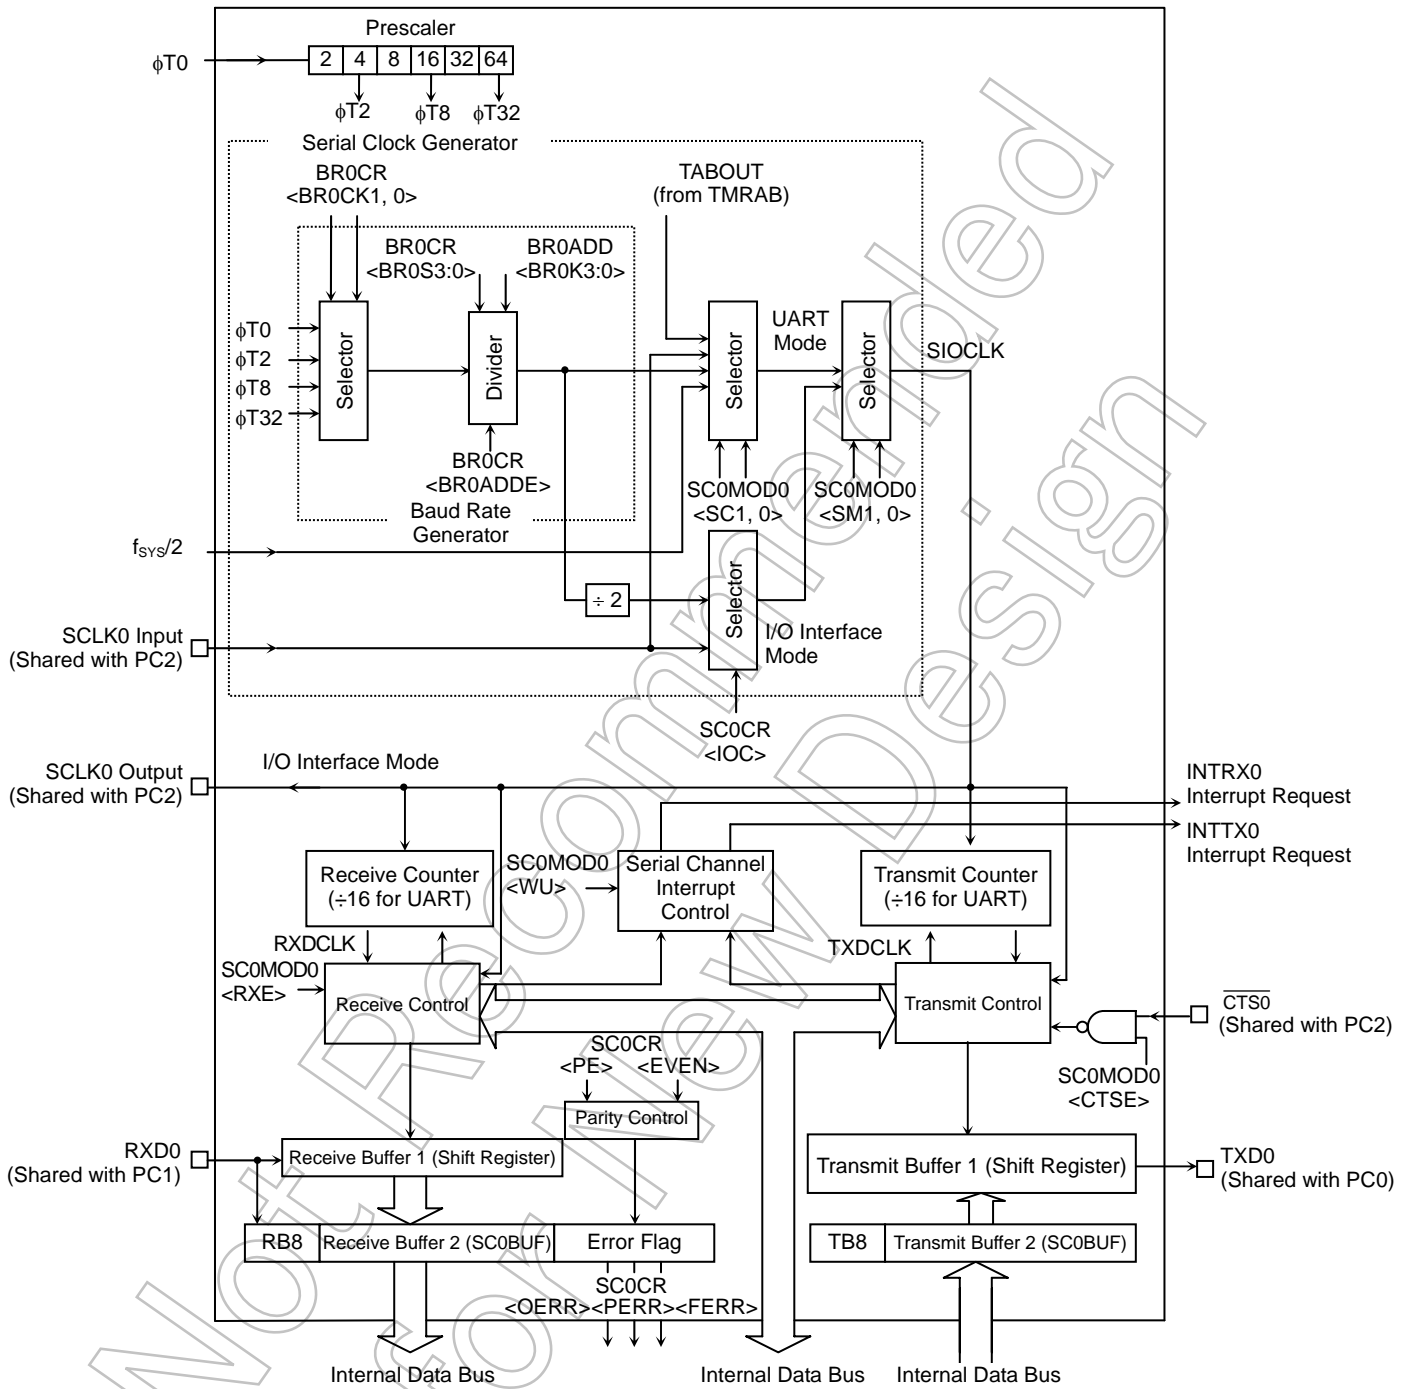 Prescaler
φT0
2 4 8 16 32 64
φT2 φT8 φT32
Serial Clock Generator
BR0CR
<BR0CK1, 0>
TABOUT
(from TMRAB)
BR0CR
<BR0S3:0>
BR0ADD
<BR0K3:0>
φT0
φT2
φT8
φT32
Selector
Divider
Selector
UART
Mode
Selector
SIOCLK
BR0CR
<BR0ADDE>
Baud Rate
Generator
SC0MOD0
<SC1, 0>
SC0MOD0
<SM1, 0>
fSYS/2
÷ 2
Selector
I/O Interface
Mode
SCLK0 Input
(Shared with PC2)
SC0CR
<IOC>
SCLK0 Output
(Shared with PC2)
I/O Interface Mode
INTRX0
Interrupt Request
INTTX0
Interrupt Request
Receive Counter
(÷16 for UART)
SC0MOD0
<WU>
Serial Channel
Interrupt
Control
Transmit Counter
(÷16 for UART)
RXDCLK
TXDCLK
SC0MOD0
<RXE>
Receive Control
Transmit Control
CTS0
(Shared with PC2)
SC0MOD0
<CTSE>
SC0CR
<PE> <EVEN>
Parity Control
RXD0
(Shared with PC1)
Receive Buffer 1 (Shift Register)
Transmit Buffer 1 (Shift Register)
TXD0
(Shared with PC0)
RB8 Receive Buffer 2 (SC0BUF) Error Flag
TB8 Transmit Buffer 2 (SC0BUF)
SC0CR
<OERR><PERR><FERR>
Internal Data Bus
Internal Data Bus
Internal Data Bus
Not Recommended
for New Design